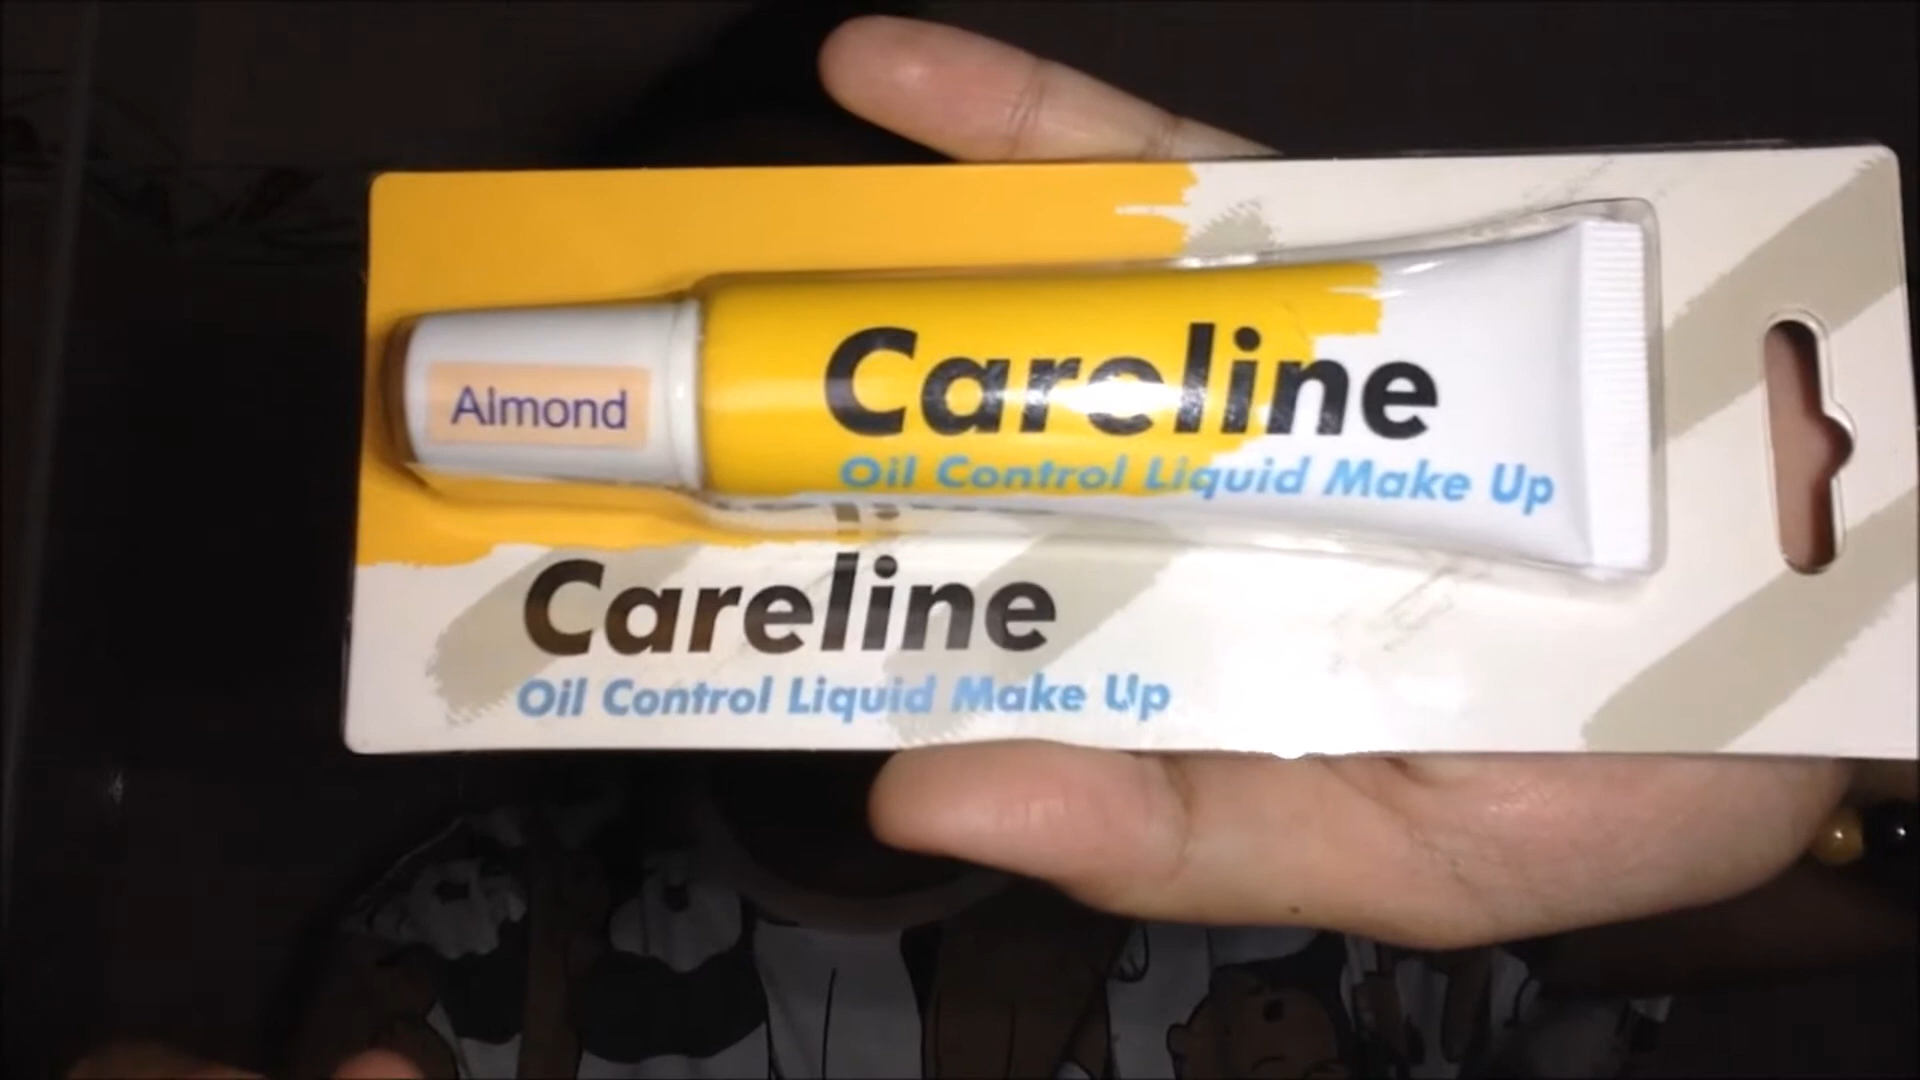 Almond
Careline
Oil Control Liquid Make Up
Careline
Oil Control Liquid Make Up